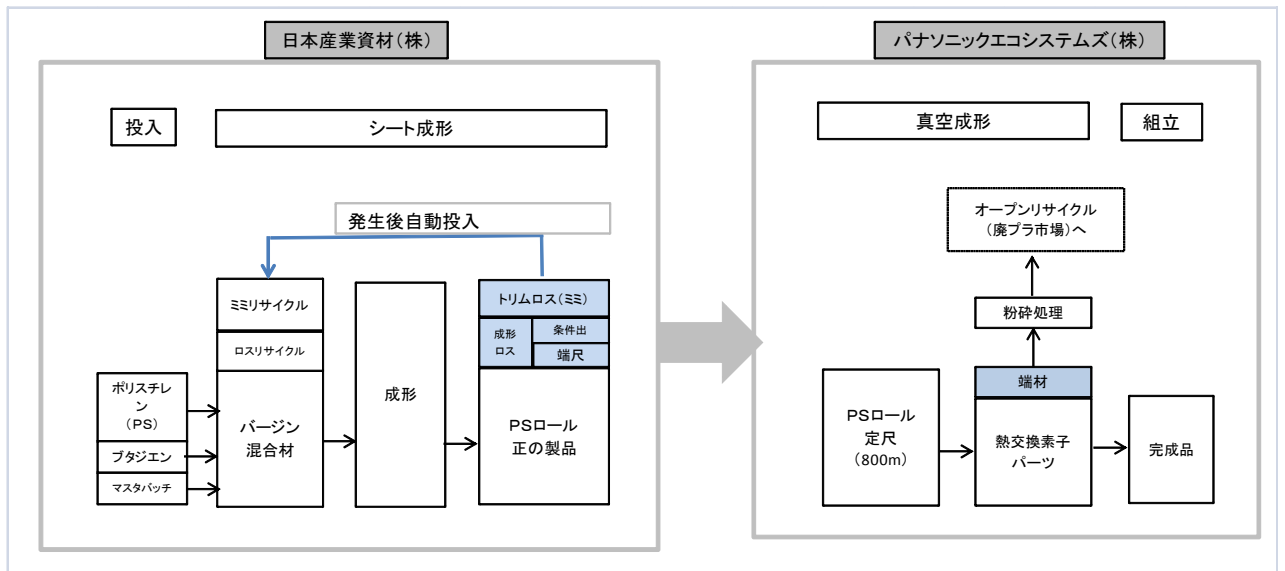 日本産業資材(株)
パナソニックエコシステムズ(株)
投入
シート成形
真空成形
組立
発生後自動投入
オープンリサイクル
(廃プラ市場)へ
ミミリサイクル
ロスリサイクル
バージン
混合材
ポリスチレ
ン
(PS)
ブタジエン
マスタバッチ
成形
トリムロス(ミミ)
成形
ロス
条件出
端尺
PSロール
正の製品
粉砕処理
端材
PSロール
定尺
(800m)
熱交換素子
パーツ
完成品